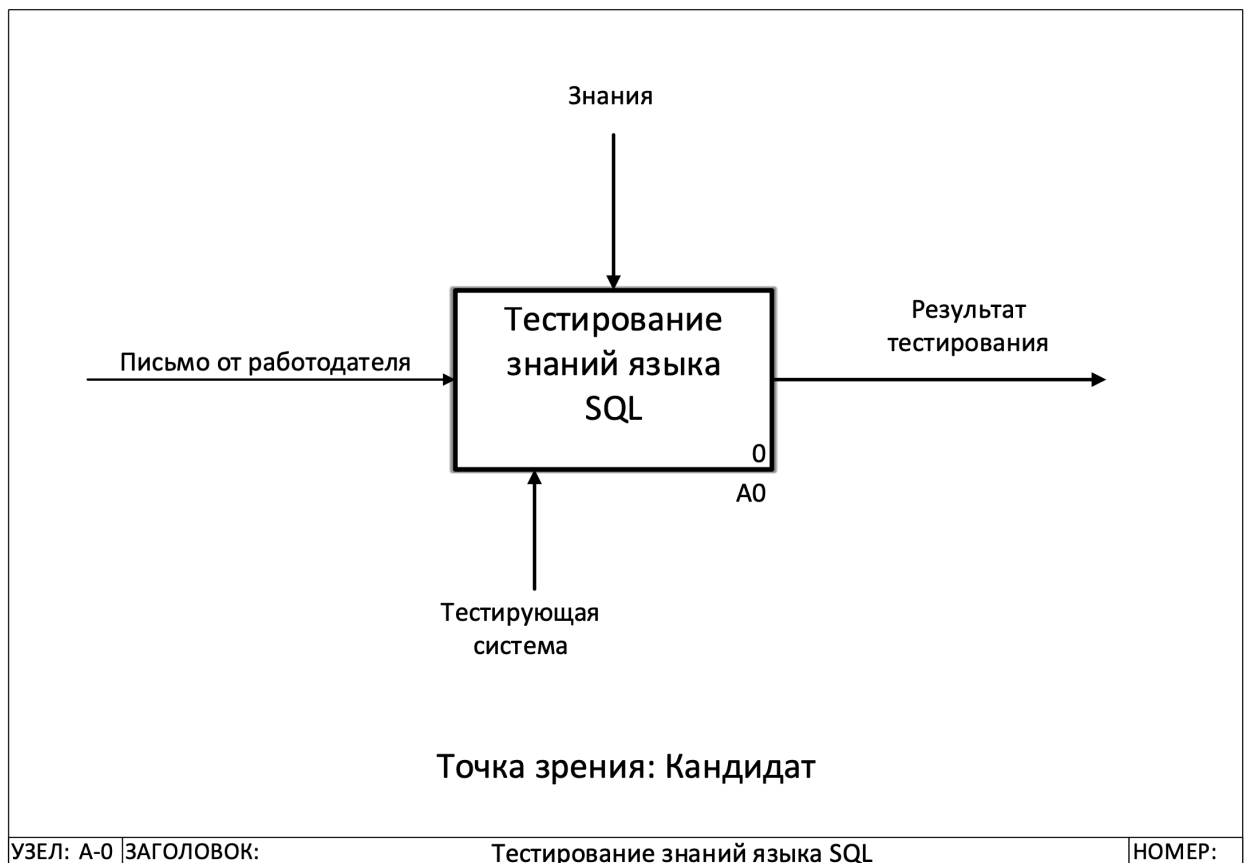 Знания
Тестирование
знаний языка
SQL
0
A0
Письмо от работодателя
Результат
тестирования
Тестирующая
система
Точка зрения: Кандидат
УЗЕЛ: A-0 ЗАГОЛОВОК: Тестирование знаний языка SQL НОМЕР: